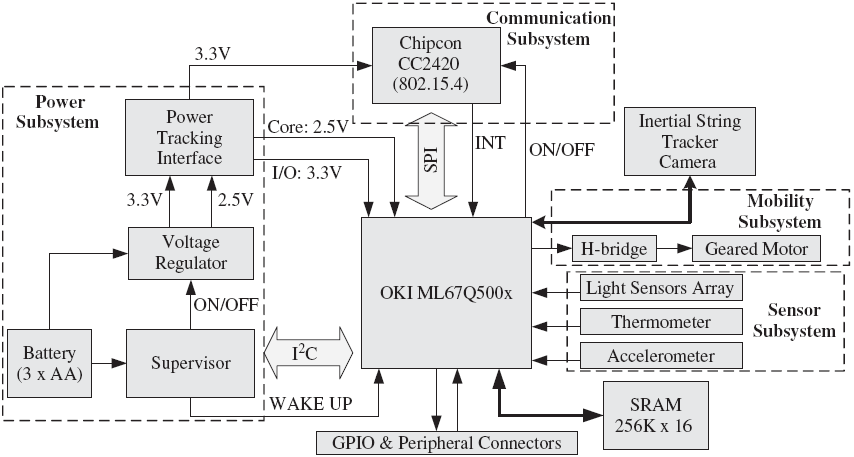 Communication
Subsystem
Chipcon
CC2420
(802.15.4)
3.3V
Power
Subsystem
Power
Tracking
Interface
Core: 2.5V
I/O: 3.3V
SPI
INT
ON/OFF
Inertial String
Tracker
Camera
3.3V
2.5V
Mobility
Subsystem
Voltage
Regulator
H-bridge
Geared Motor
OKI ML67Q500x
Light Sensors Array
Thermometer
Accelerometer
Sensor
Subsystem
ON/OFF
Battery
(3 x AA)
Supervisor
I²C
WAKE UP
SRAM
256K x 16
GPIO & Peripheral Connectors